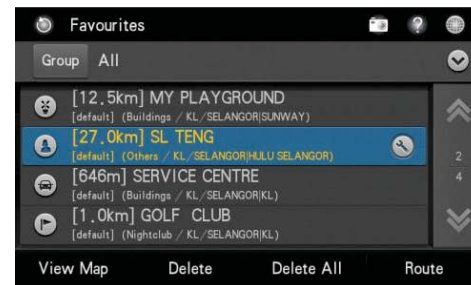 Favourites
?
Group All
[12.5km] MY PLAYGROUND
[default] (Buildings / KL/SELANGOR|SUNWAY)
[27.0km] SL TENG
[default] (Others / KL/SELANGOR|HULU SELANGOR)
2
[646m] SERVICE CENTRE
4
[default] (Buildings / KL/SELANGOR|KL)
[1.0km] GOLF CLUB
[default] (Nightclub / KL/SELANGOR|KL)
View Map Delete Delete All Route